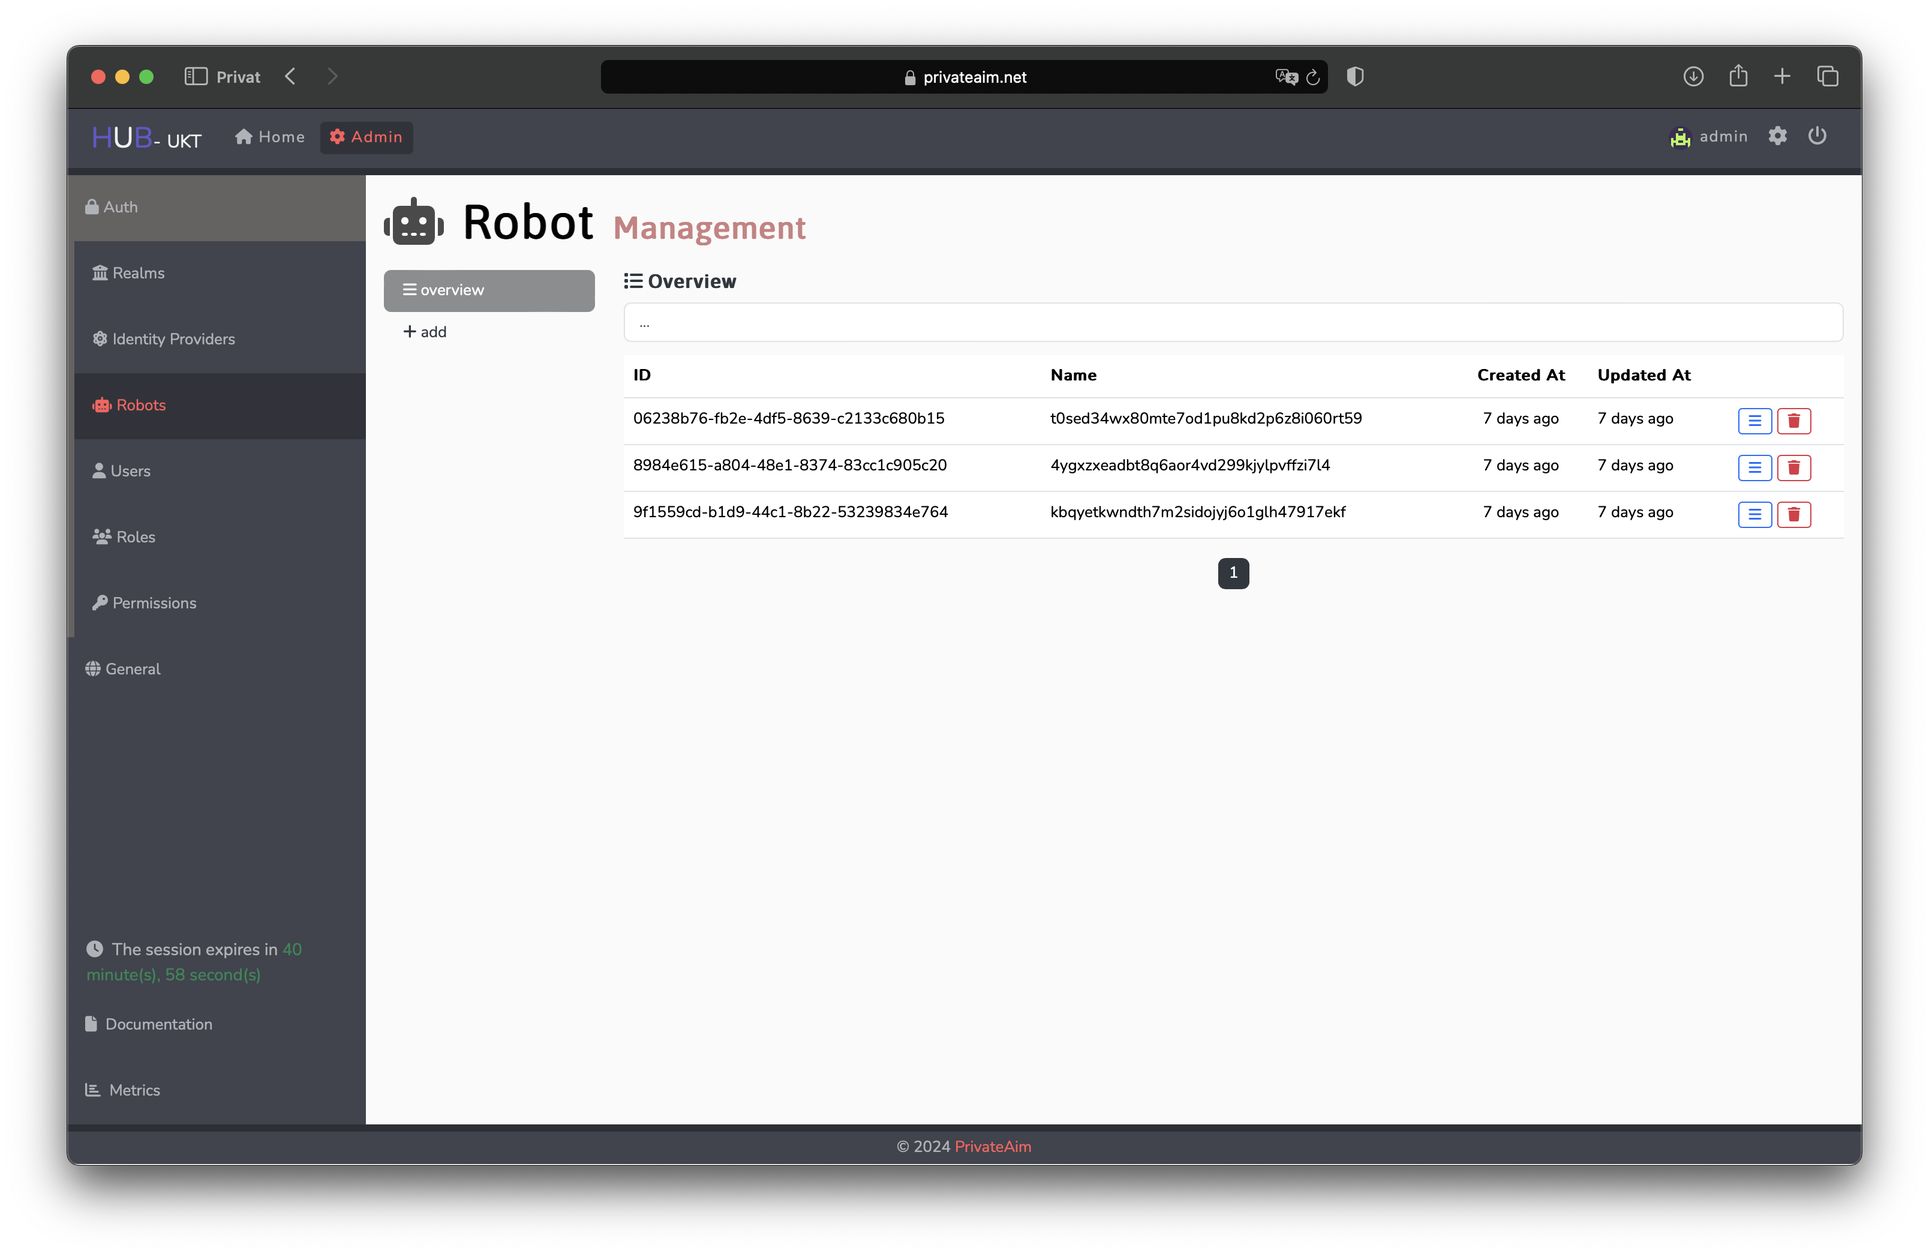 Privat
privateaim.net
HUB- UKT
Home
Admin
admin
Auth
Realms
Identity Providers
Robots
Users
Roles
Permissions
General
The session expires in 40
minute(s), 58 second(s)
Documentation
Metrics
Robot Management
overview
+ add
Overview
...
ID Name Created At Updated At
06238b76-fb2e-4df5-8639-c2133c680b15 t0sed34wx80mte7od1pu8kd2p6z8i060rt59 7 days ago 7 days ago
8984e615-a804-48e1-8374-83cc1c905c20 4ygxzxeadbt8q6aor4vd299kjylpvffzi7l4 7 days ago 7 days ago
9f1559cd-b1d9-44c1-8b22-53239834e764 kbqyetkwndth7m2sidojyj6o1glh47917ekf 7 days ago 7 days ago
1
© 2024 PrivateAim